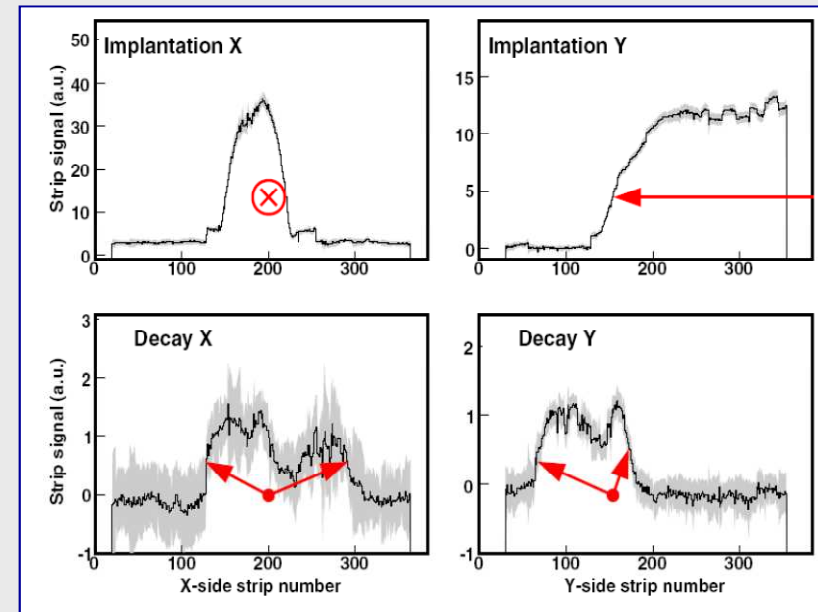 Implantation X
Strip signal (a.u.)
50
40
30
20
10
0
0 100 200 300
Implantation Y
15
10
5
0
0 100 200 300
Decay X
Strip signal (a.u.)
3
2
1
0
-1
0 100 200 300
X-side strip number
Decay Y
2
1
0
-1
0 100 200 300
Y-side strip number